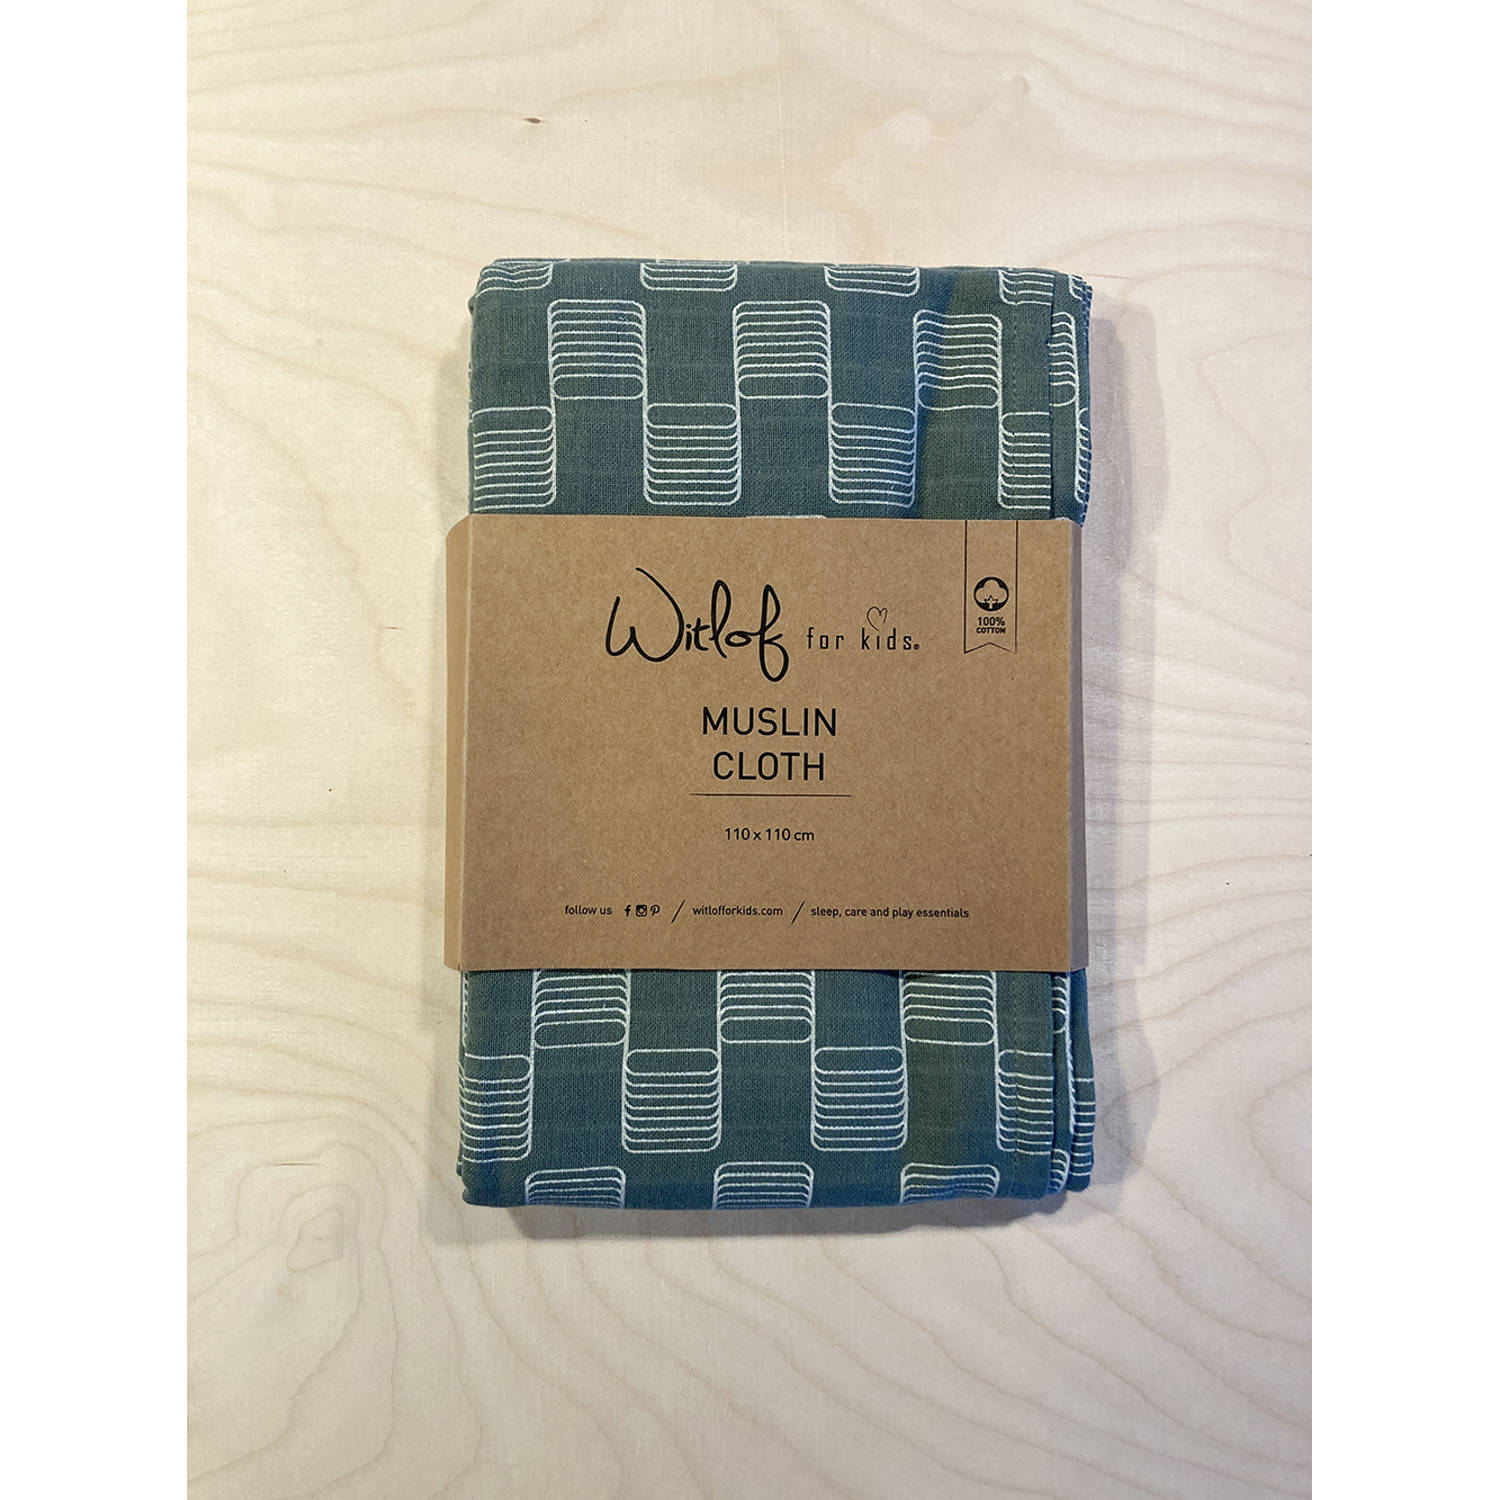 Witlof for kids®
100%
COTTON
MUSLIN
CLOTH
110 x 110 cm
follow us / witlofforkids.com / sleep, care and play essentials